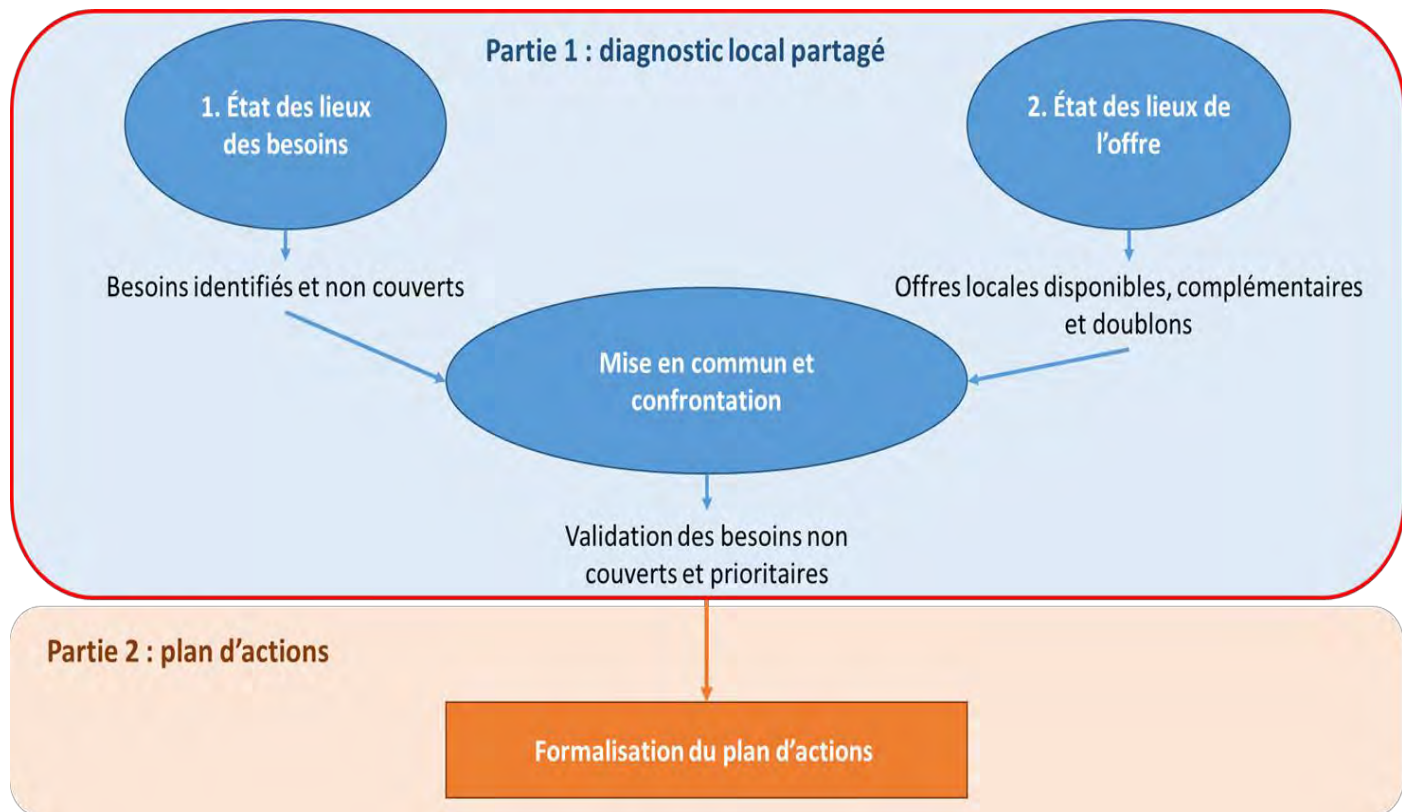 Partie 1 : diagnostic local partagé
1. État des lieux
des besoins
2. État des lieux de
l’offre
Besoins identifiés et non couverts
Offres locales disponibles, complémentaires
et doublons
Mise en commun et
confrontation
Validation des besoins non
couverts et prioritaires
Partie 2 : plan d’actions
Formalisation du plan d’actions